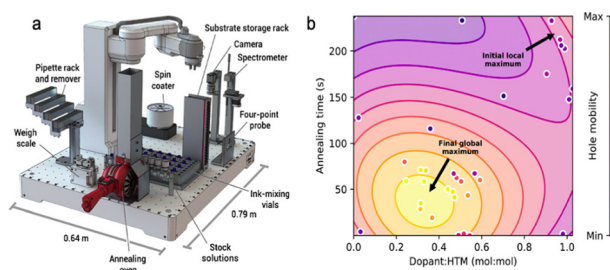 a
Substrate storage rack
Camera
Spectrometer
Pipette rack
and remover
Spin
coater
Four-point
probe
Weigh
scale
Ink-mixing
vials
0.79 m
Stock
solutions
0.64 m
Annealing
oven
b
Annealing time (s)
200
150
100
50
Initial local
maximum
Final global
maximum
0.0
0.2
0.4
0.6
0.8
1.0
Dopant:HTM (mol:mol)
Max
Hole mobility
Min